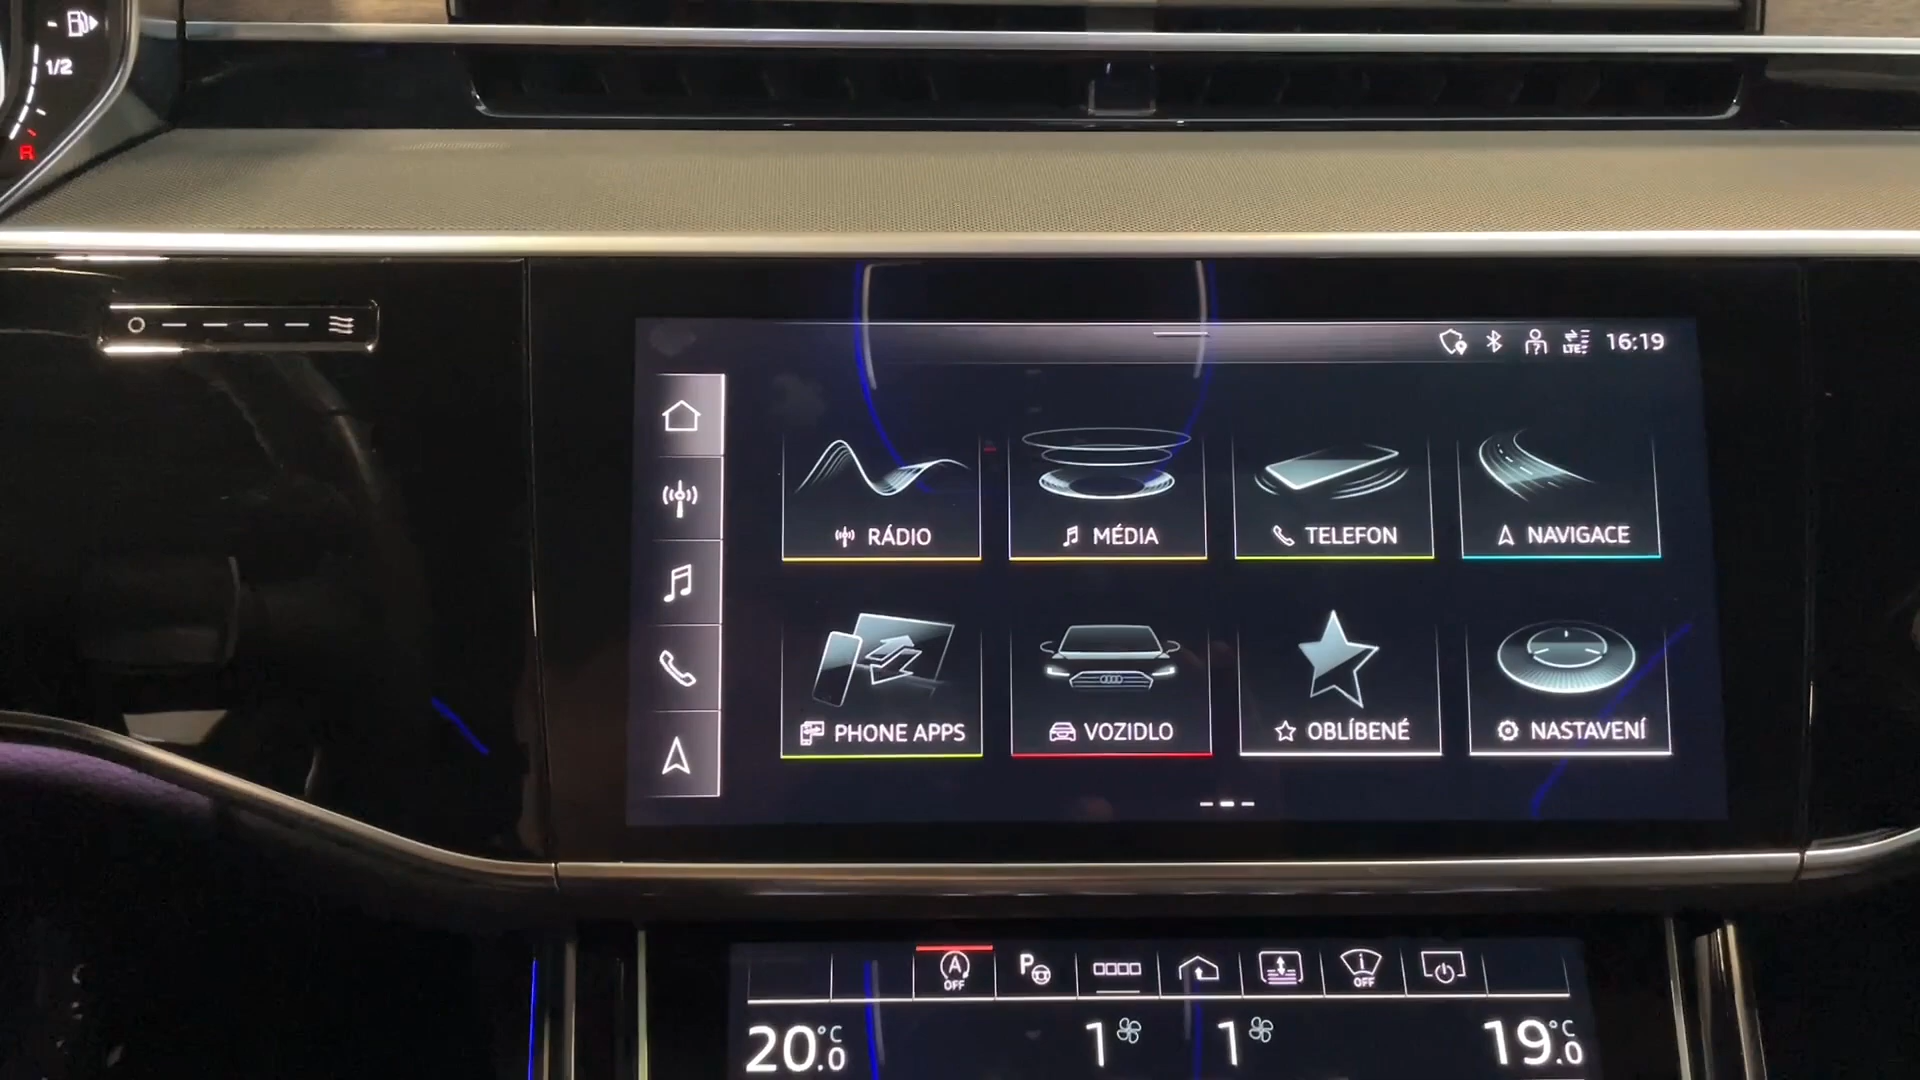 1/2
R
LTE 16:19
RÁDIO
MÉDIA
TELEFON
NAVIGACE
PHONE APPS
VOZIDLO
OBLÍBENÉ
NASTAVENÍ
A
OFF
P
OFF
20.0 °C
1
1
19.0 °C